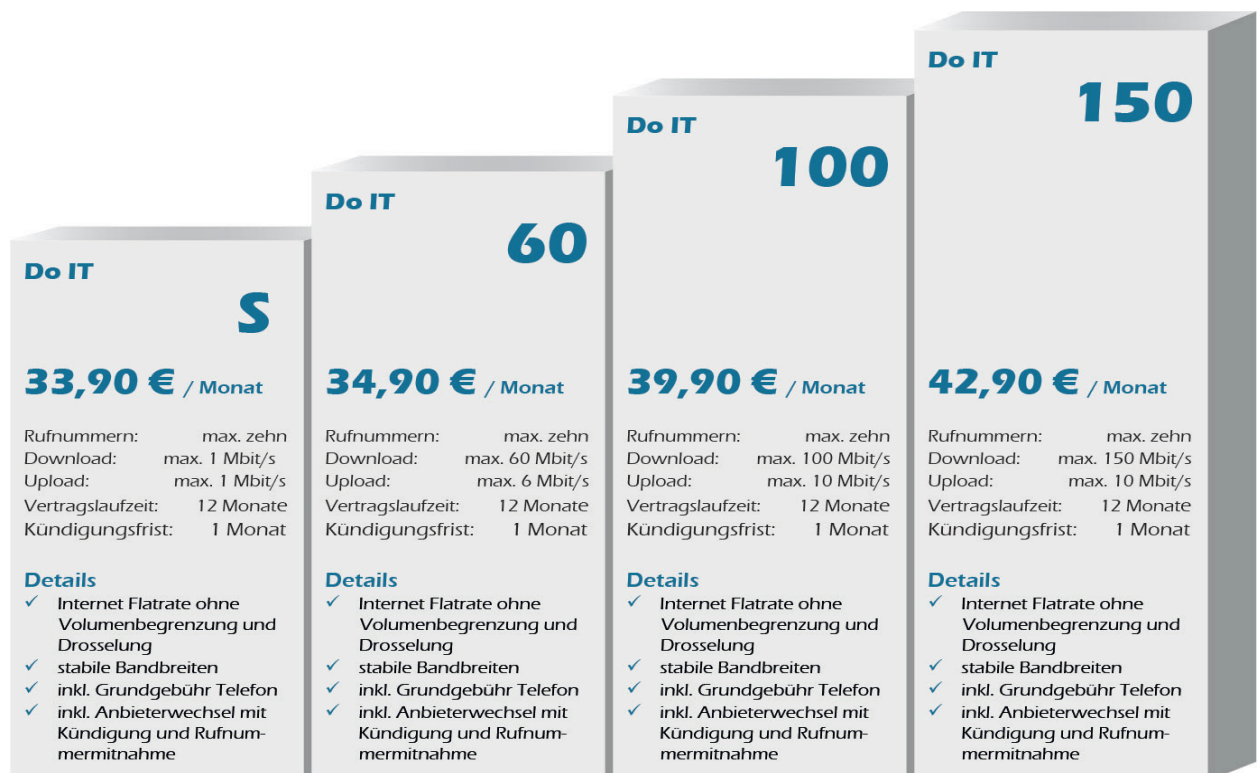 Do IT
S
33,90 € / Monat
Rufnummern: max. zehn
Download: max. 1 Mbit/s
Upload: max. 1 Mbit/s
Vertragslaufzeit: 12 Monate
Kündigungsfrist: 1 Monat
Details
✓ Internet Flatrate ohne
Volumenbegrenzung und
Drosselung
✓ stabile Bandbreiten
✓ inkl. Grundgebühr Telefon
✓ inkl. Anbieterwechsel mit
Kündigung und Rufnum-
mermitnahme
Do IT
60
34,90 € / Monat
Rufnummern: max. zehn
Download: max. 60 Mbit/s
Upload: max. 6 Mbit/s
Vertragslaufzeit: 12 Monate
Kündigungsfrist: 1 Monat
Details
✓ Internet Flatrate ohne
Volumenbegrenzung und
Drosselung
✓ stabile Bandbreiten
✓ inkl. Grundgebühr Telefon
✓ inkl. Anbieterwechsel mit
Kündigung und Rufnum-
mermitnahme
Do IT
100
39,90 € / Monat
Rufnummern: max. zehn
Download: max. 100 Mbit/s
Upload: max. 10 Mbit/s
Vertragslaufzeit: 12 Monate
Kündigungsfrist: 1 Monat
Details
✓ Internet Flatrate ohne
Volumenbegrenzung und
Drosselung
✓ stabile Bandbreiten
✓ inkl. Grundgebühr Telefon
✓ inkl. Anbieterwechsel mit
Kündigung und Rufnum-
mermitnahme
Do IT
150
42,90 € / Monat
Rufnummern: max. zehn
Download: max. 150 Mbit/s
Upload: max. 10 Mbit/s
Vertragslaufzeit: 12 Monate
Kündigungsfrist: 1 Monat
Details
✓ Internet Flatrate ohne
Volumenbegrenzung und
Drosselung
✓ stabile Bandbreiten
✓ inkl. Grundgebühr Telefon
✓ inkl. Anbieterwechsel mit
Kündigung und Rufnum-
mermitnahme